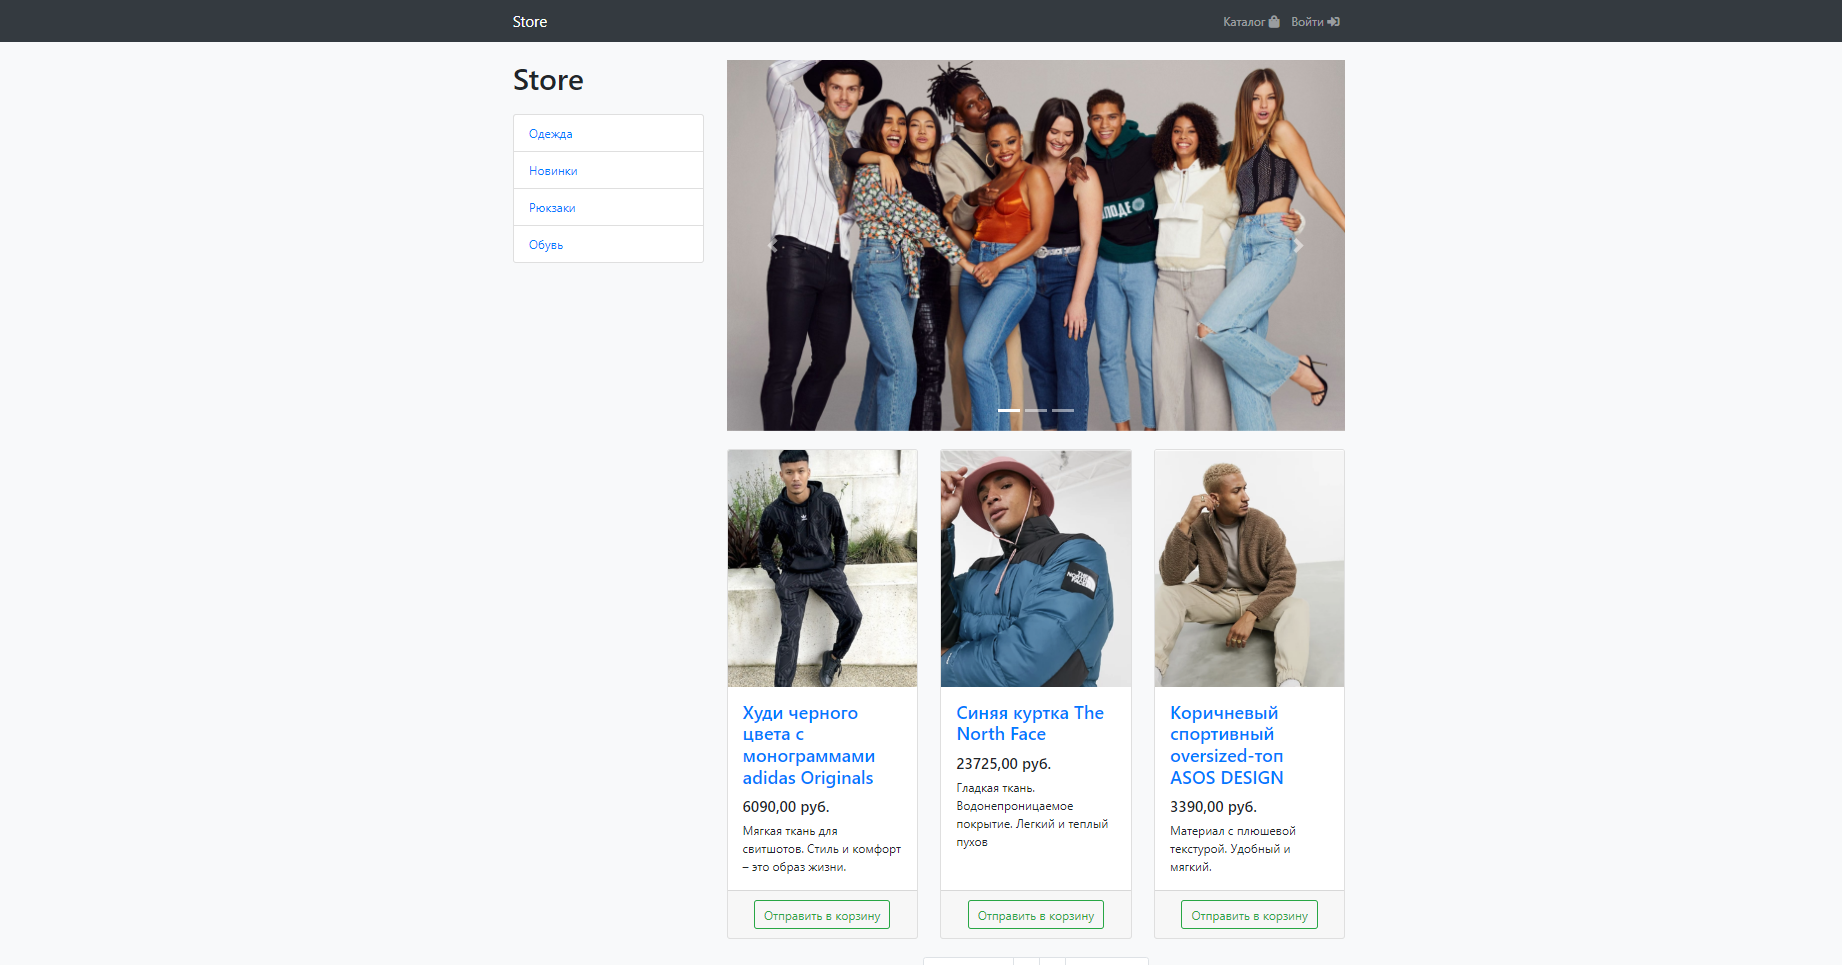 Store
Каталог
Войти
Store
Одежда
Новинки
Рюкзаки
Обувь
Худи черного
цвета с
монограммами
adidas Originals
6090,00 руб.
Мягкая ткань для
свитшотов. Стиль и комфорт
– это образ жизни.
Отправить в корзину
THE
NORTH
FACE
Синяя куртка The
North Face
23725,00 руб.
Гладкая ткань.
Водонепроницаемое
покрытие. Легкий и теплый
пухов
Отправить в корзину
Коричневый
спортивный
oversized-топ
ASOS DESIGN
3390,00 руб.
Материал с плюшевой
текстурой. Удобный и
мягкий.
Отправить в корзину